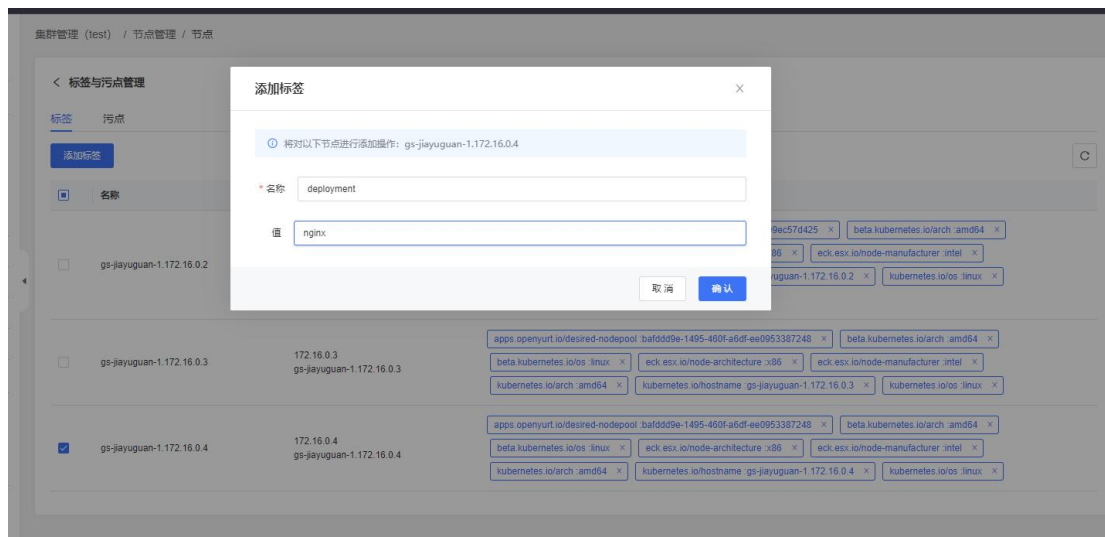 集群管理（test） / 节点管理 / 节点
< 标签与污点管理
标签 污点
添加标签
名称
添加标签 ×
将对以下节点进行添加操作：gs-jiayuguan-1.172.16.0.4
* 名称 deployment
值 nginx
取消 确认
gs-jiayuguan-1.172.16.0.2
9ec57d425 × beta.kubernetes.io/arch :amd64 ×
86 × eck.esx.io/node-manufacturer :intel ×
yuguan-1.172.16.0.2 × kubernetes.io/os :linux ×
gs-jiayuguan-1.172.16.0.3
172.16.0.3
gs-jiayuguan-1.172.16.0.3
apps.openyurt.io/desired-nodepool :bafddd9e-1495-460f-a6df-ee0953387248 × beta.kubernetes.io/arch :amd64 ×
beta.kubernetes.io/os :linux × eck.esx.io/node-architecture :x86 × eck.esx.io/node-manufacturer :intel ×
kubernetes.io/arch :amd64 × kubernetes.io/hostname :gs-jiayuguan-1.172.16.0.3 × kubernetes.io/os :linux ×
gs-jiayuguan-1.172.16.0.4
172.16.0.4
gs-jiayuguan-1.172.16.0.4
apps.openyurt.io/desired-nodepool :bafddd9e-1495-460f-a6df-ee0953387248 × beta.kubernetes.io/arch :amd64 ×
beta.kubernetes.io/os :linux × eck.esx.io/node-architecture :x86 × eck.esx.io/node-manufacturer :intel ×
kubernetes.io/arch :amd64 × kubernetes.io/hostname :gs-jiayuguan-1.172.16.0.4 × kubernetes.io/os :linux ×